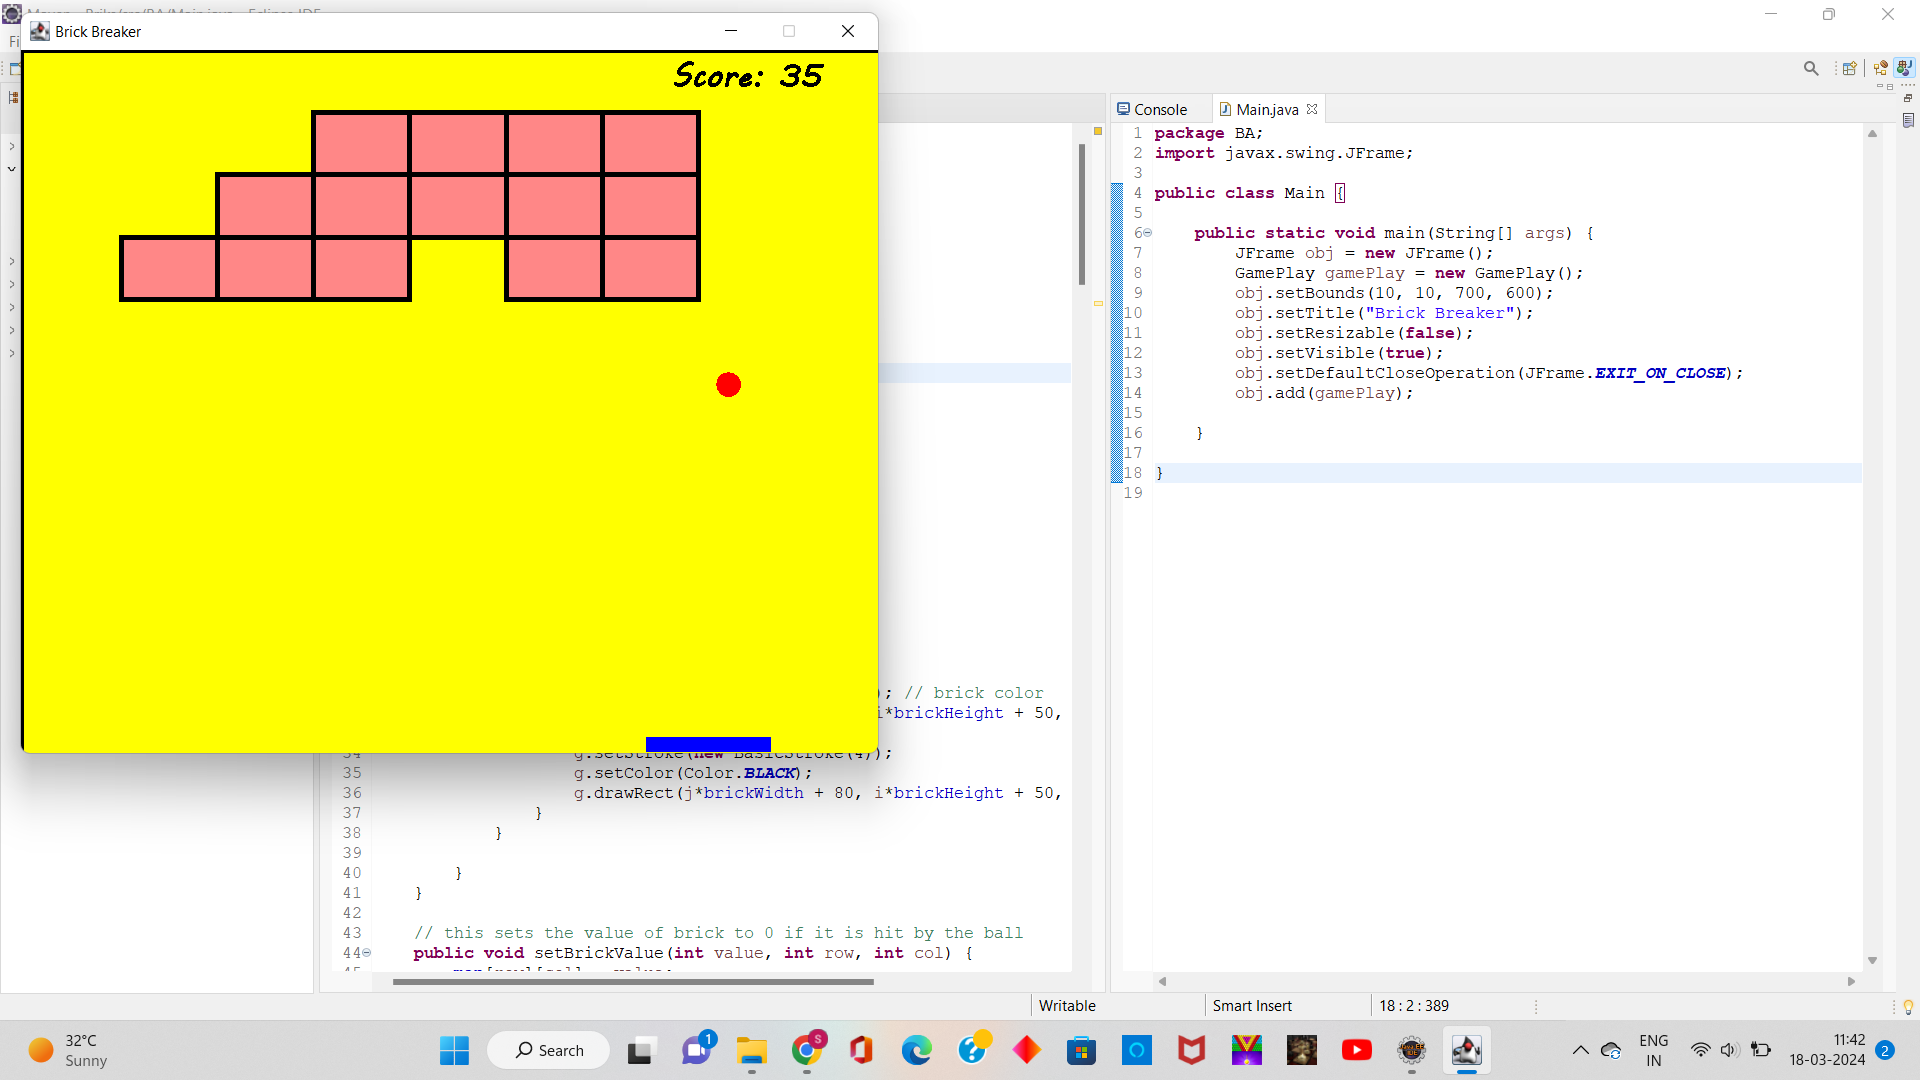 Brick Breaker
Score: 35
Console
Main.java
1 package BA;
2 import javax.swing.JFrame;
3
4 public class Main {
5
6 public static void main(String[] args) {
7 JFrame obj = new JFrame();
8 GamePlay gamePlay = new GamePlay();
9 obj.setBounds(10, 10, 700, 600);
10 obj.setTitle("Brick Breaker");
11 obj.setResizable(false);
12 obj.setVisible(true);
13 obj.setDefaultCloseOperation(JFrame.EXIT_ON_CLOSE);
14 obj.add(gamePlay);
15
16 }
17
18 }
19
); // brick color
i*brickHeight + 50,
34 g.setStroke(new BasicStroke(4));
35 g.setColor(Color.BLACK);
36 g.drawRect(j*brickWidth + 80, i*brickHeight + 50,
37 }
38 }
39
40 }
41 }
42
43 // this sets the value of brick to 0 if it is hit by the ball
44 public void setBrickValue(int value, int row, int col) {
Writable
Smart Insert
18 : 2 : 389
32°C
Sunny
Search
1
S
ENG
IN
11:42
18-03-2024
2